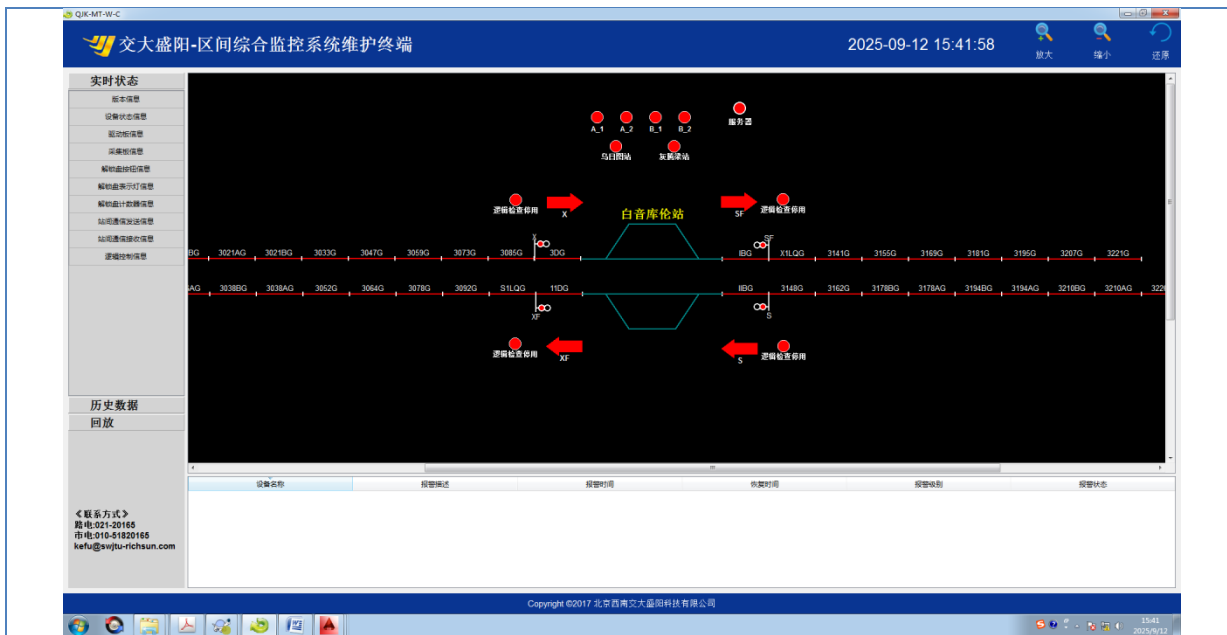 QJK-MT-W-C
交大盛阳-区间综合监控系统维护终端
2025-09-12 15:41:58
放大
缩小
还原
实时状态
版本信息
设备状态信息
驱动板信息
采集板信息
解锁盘按钮信息
解锁盘表示灯信息
解锁盘计数器信息
站间通信发送信息
站间通信接收信息
逻辑控制信息
历史数据
回放
A_1 A_2 B_1 B_2 服务器
乌日图站 灰腾梁站
逻辑检查停用 X 白音库伦站 SF 逻辑检查停用
X SF
BG 3021AG 3021BG 3033G 3047G 3059G 3073G 3085G 3DG IBG X1LQG 3141G 3155G 3169G 3181G 3195G 3207G 3221G
AG 3038BG 3038AG 3052G 3064G 3078G 3092G S1LQG 11DG IIBG 3148G 3162G 3178BG 3178AG 3194BG 3194AG 3210BG 3210AG 322
XF S
逻辑检查停用 XF S 逻辑检查停用
设备名称 报警描述 报警时间 恢复时间 报警级别 报警状态
《联系方式》
路电:021-20165
市电:010-51820165
kefu@swjtu-richsun.com
Copyright ©2017 北京西南交大盛阳科技有限公司
15:41
2025/9/12